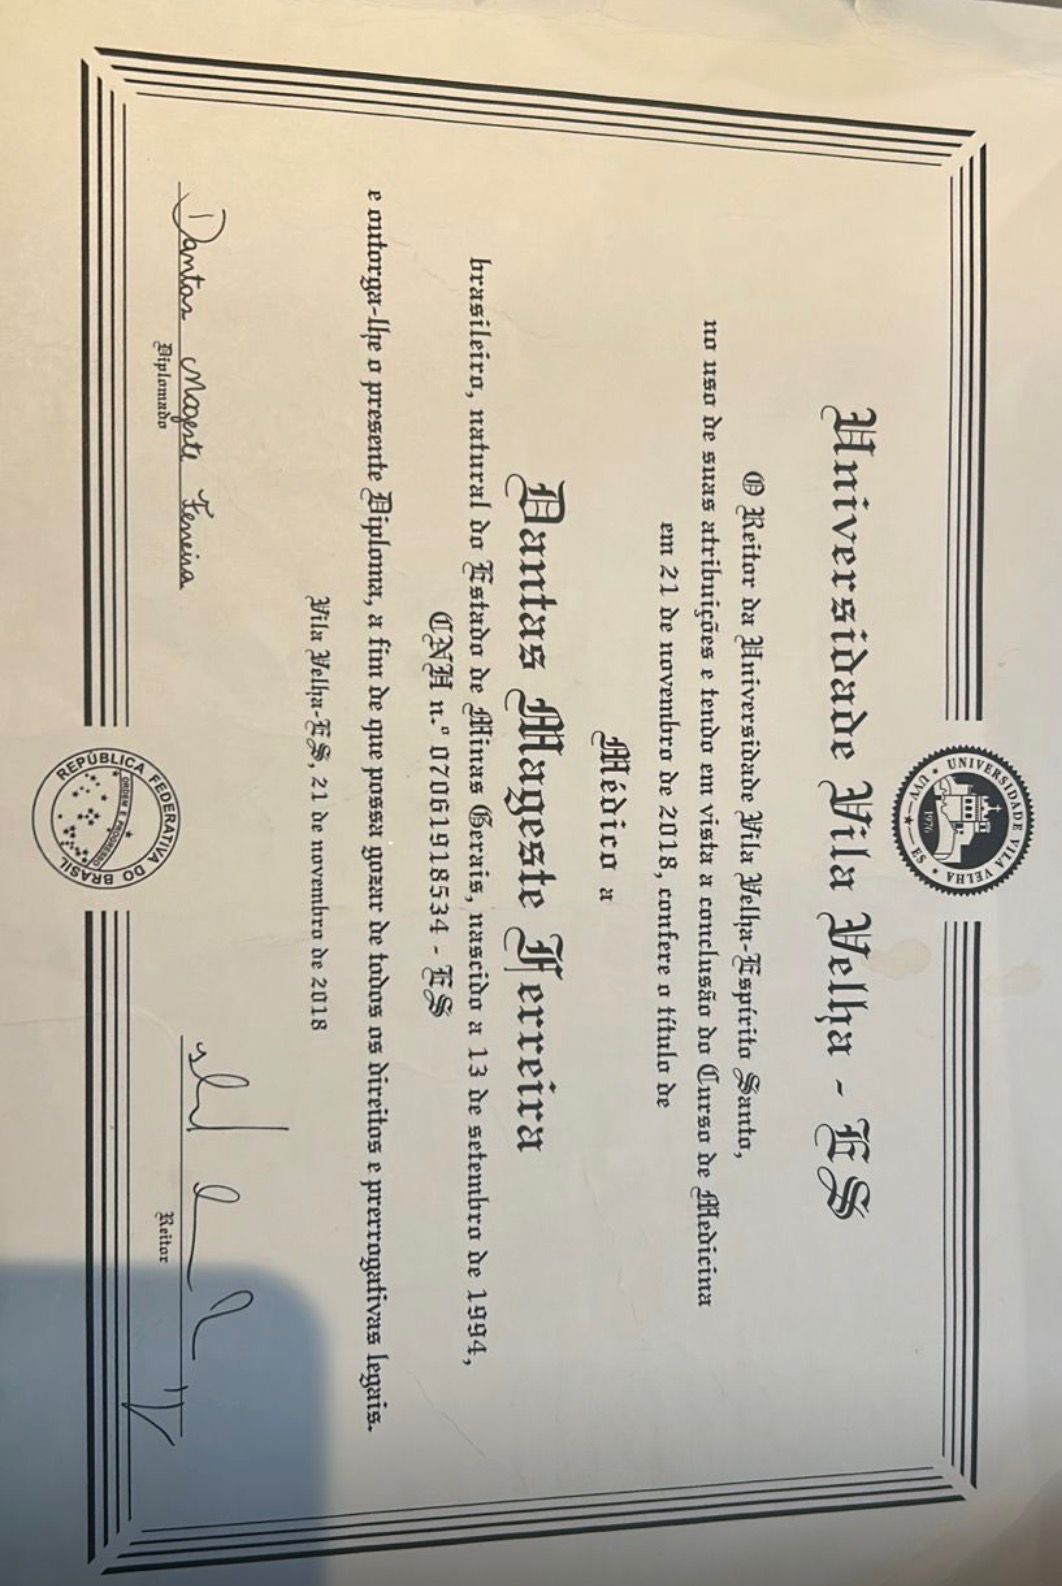 UNIVERSIDADE VILA VELHA
UVV
ES
1976
Universidade Vila Velha - ES
O Reitor da Universidade Vila Velha-Espírito Santo,
no uso de suas atribuições e tendo em vista a conclusão do Curso de Medicina
em 21 de novembro de 2018, confere o título de
Médico a
Dantas Mageste Ferreira
brasileiro, natural do Estado de Minas Gerais, nascido a 13 de setembro de 1994,
CNH n.º 07061918534 - ES
e outorga-lhe o presente Diploma, a fim de que possa gozar de todos os direitos e prerrogativas legais.
Vila Velha-ES, 21 de novembro de 2018
Dantas Mageste Ferreira
Diplomado
Reitor
REPÚBLICA FEDERATIVA DO BRASIL
ORDEM E PROGRESSO